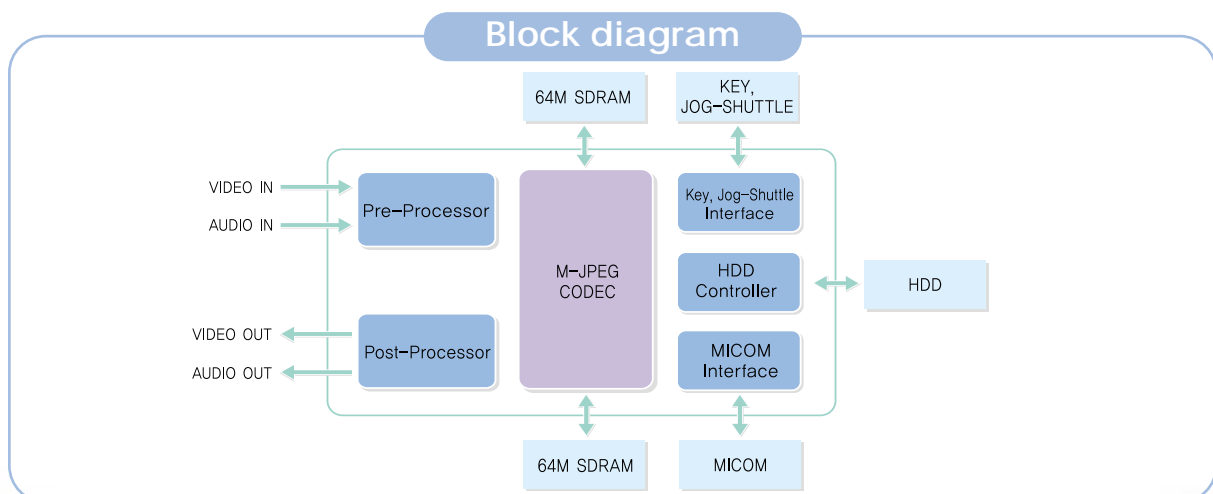 Block diagram
64M SDRAM
KEY,
JOG-SHUTTLE
VIDEO IN
AUDIO IN
Pre-Processor
M-JPEG
CODEC
Key, Jog-Shuttle
Interface
HDD
Controller
HDD
VIDEO OUT
AUDIO OUT
Post-Processor
MICOM
Interface
64M SDRAM
MICOM